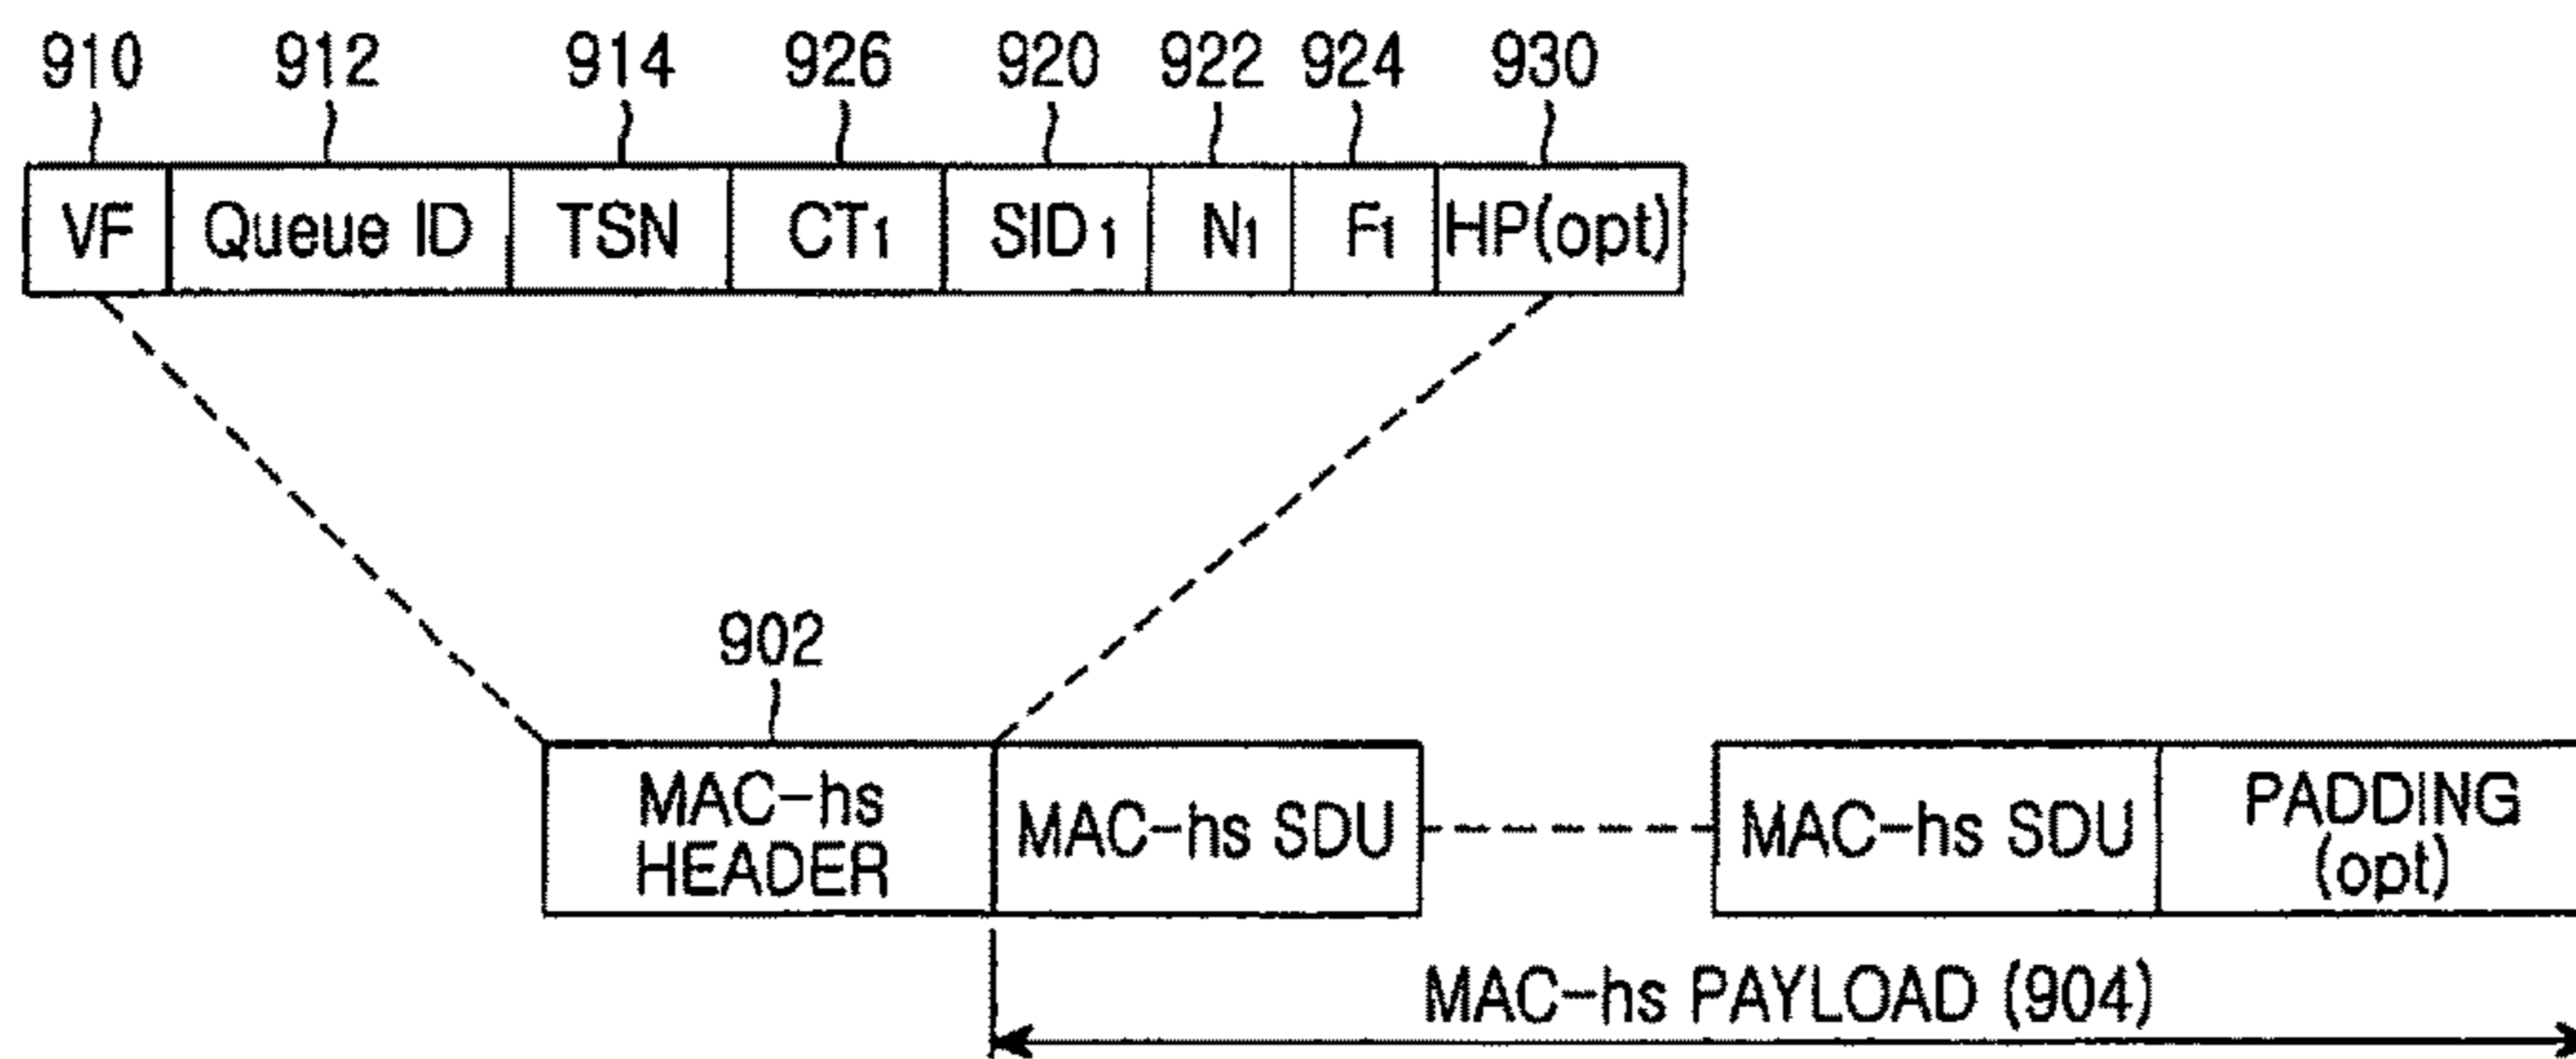 910 912 914 926 920 922 924 930
VF Queue ID TSN CT1 SID1 N1 F1 HP(opt)
902
MAC-hs HEADER MAC-hs SDU MAC-hs SDU PADDING (opt)
MAC-hs PAYLOAD (904)